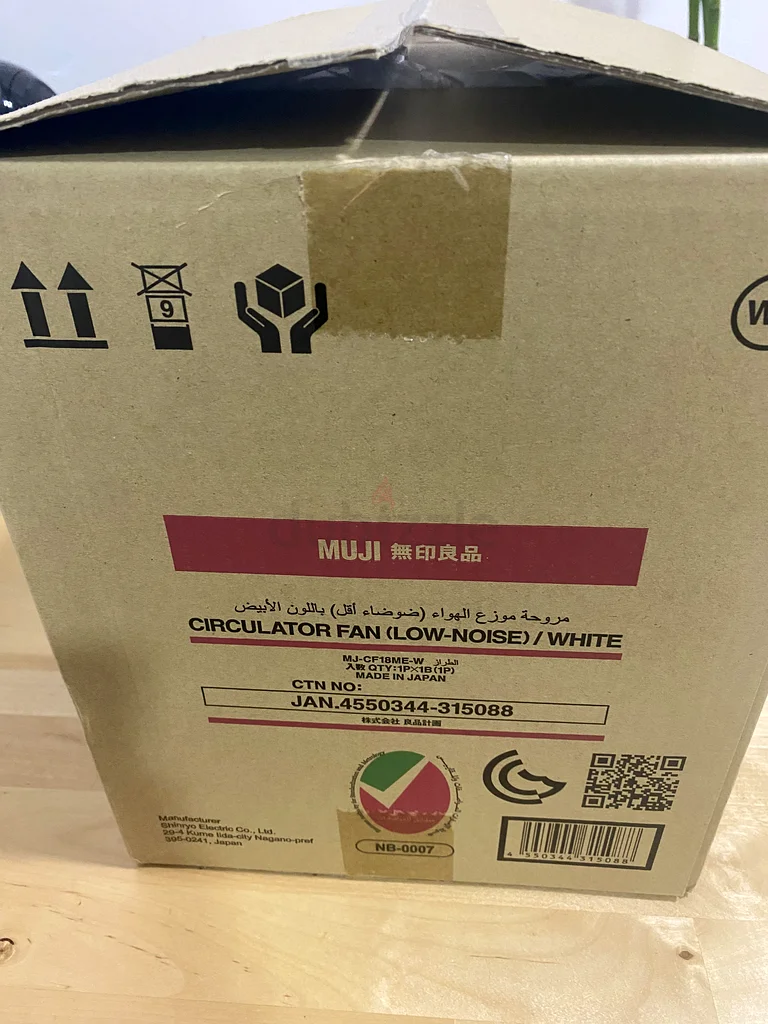 9
W
MUJI 無印良品
مروحة موزع الهواء (ضوضاء أقل) باللون الأبيض
CIRCULATOR FAN (LOW-NOISE) / WHITE
MJ-CF18ME-W الطراز
入数 QTY:1P×1B(1P)
MADE IN JAPAN
CTN NO:
JAN.4550344-315088
株式会社 良品計画
NB-0007
Manufacturer
Shinryo Electric Co., Ltd.
29-4 Kume Iida-city Nagano-pref
395-0241, Japan
4 550344 315088